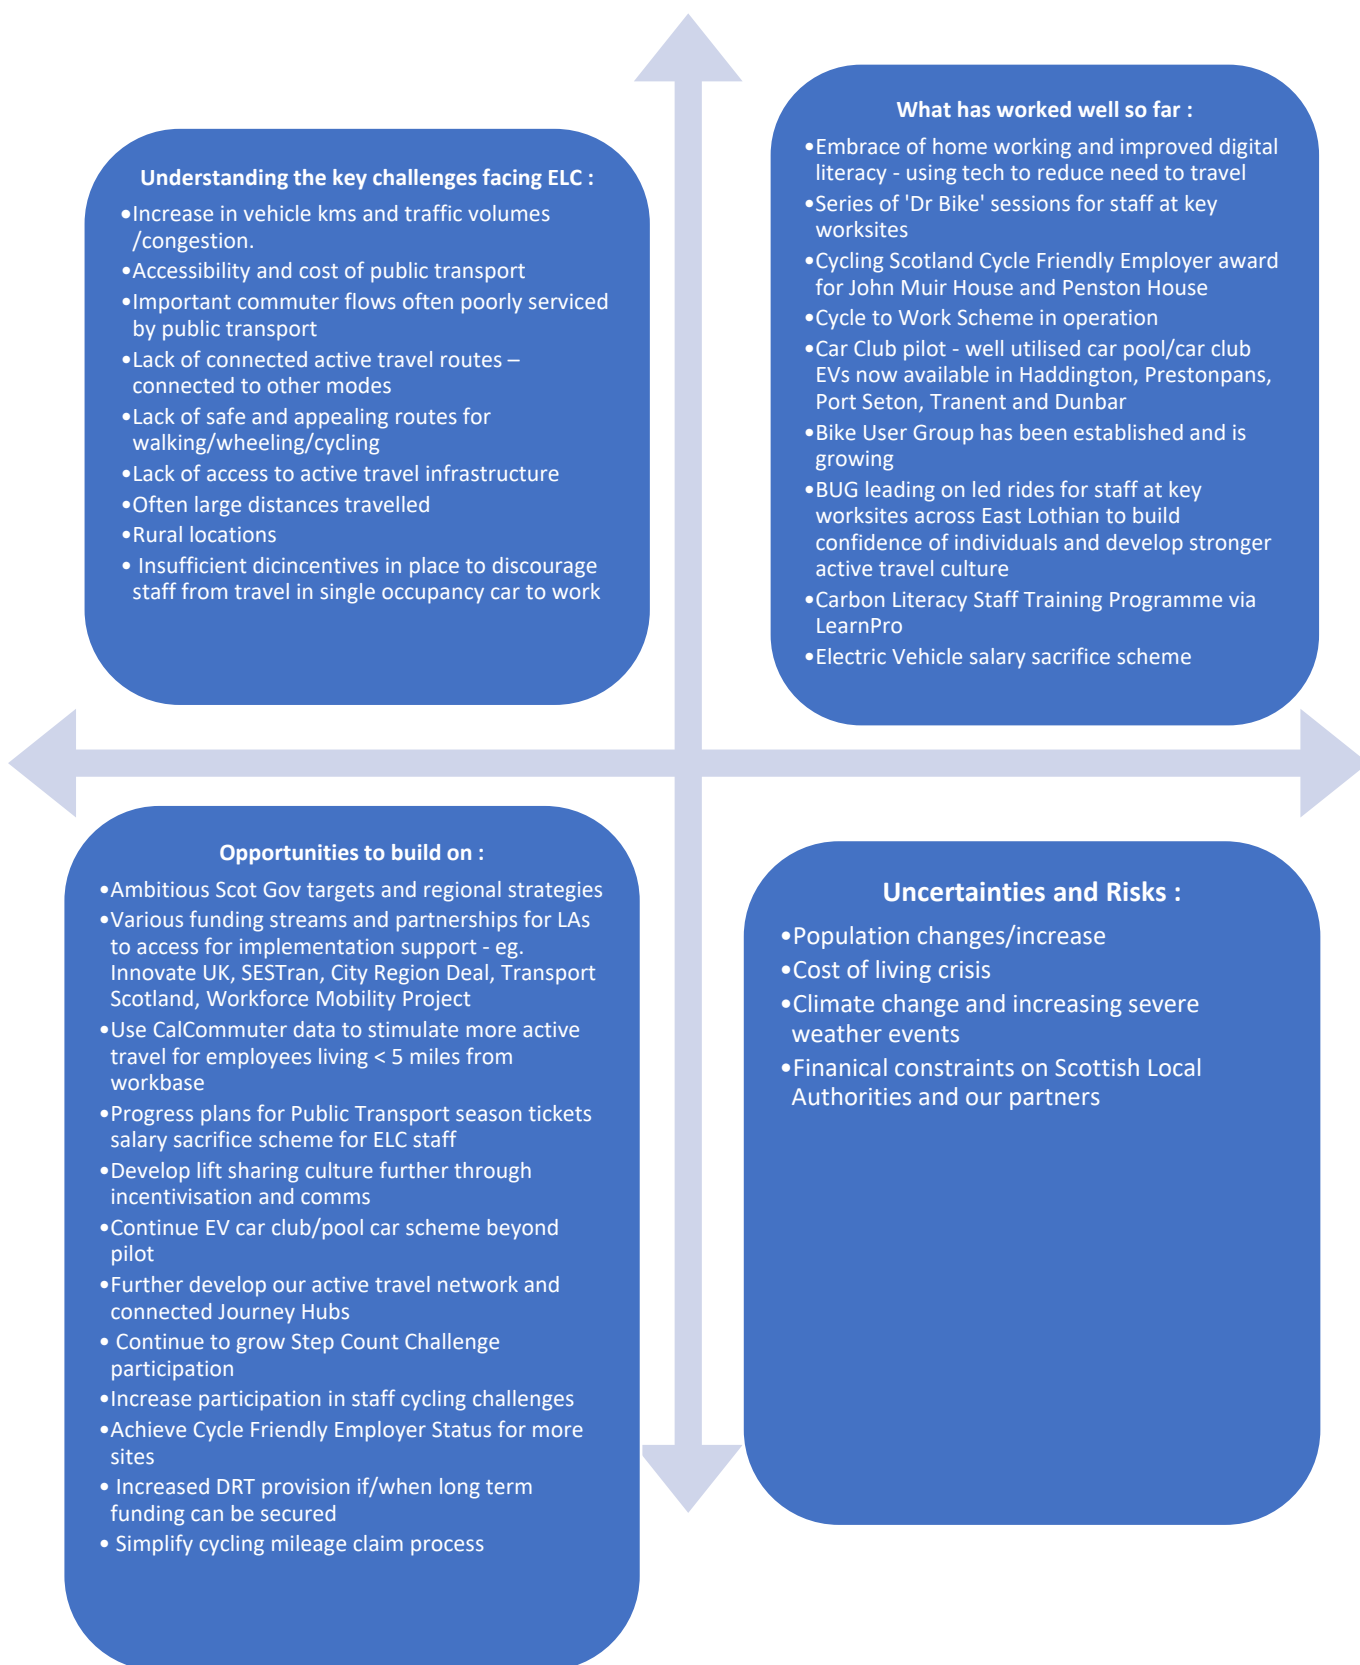 Understanding the key challenges facing ELC :
•Increase in vehicle kms and traffic volumes
/congestion.
•Accessibility and cost of public transport
•Important commuter flows often poorly serviced
by public transport
•Lack of connected active travel routes –
connected to other modes
•Lack of safe and appealing routes for
walking/wheeling/cycling
•Lack of access to active travel infrastructure
•Often large distances travelled
•Rural locations
• Insufficient dicincentives in place to discourage
staff from travel in single occupancy car to work
What has worked well so far :
•Embrace of home working and improved digital
literacy - using tech to reduce need to travel
•Series of 'Dr Bike' sessions for staff at key
worksites
•Cycling Scotland Cycle Friendly Employer award
for John Muir House and Penston House
•Cycle to Work Scheme in operation
•Car Club pilot - well utilised car pool/car club
EVs now available in Haddington, Prestonpans,
Port Seton, Tranent and Dunbar
•Bike User Group has been established and is
growing
•BUG leading on led rides for staff at key
worksites across East Lothian to build
confidence of individuals and develop stronger
active travel culture
•Carbon Literacy Staff Training Programme via
LearnPro
•Electric Vehicle salary sacrifice scheme
Opportunities to build on :
•Ambitious Scot Gov targets and regional strategies
•Various funding streams and partnerships for LAs
to access for implementation support - eg.
Innovate UK, SESTran, City Region Deal, Transport
Scotland, Workforce Mobility Project
•Use CalCommuter data to stimulate more active
travel for employees living < 5 miles from
workbase
•Progress plans for Public Transport season tickets
salary sacrifice scheme for ELC staff
•Develop lift sharing culture further through
incentivisation and comms
•Continue EV car club/pool car scheme beyond
pilot
•Further develop our active travel network and
connected Journey Hubs
• Continue to grow Step Count Challenge
participation
•Increase participation in staff cycling challenges
•Achieve Cycle Friendly Employer Status for more
sites
• Increased DRT provision if/when long term
funding can be secured
• Simplify cycling mileage claim process
Uncertainties and Risks :
•Population changes/increase
•Cost of living crisis
•Climate change and increasing severe
weather events
•Finanical constraints on Scottish Local
Authorities and our partners